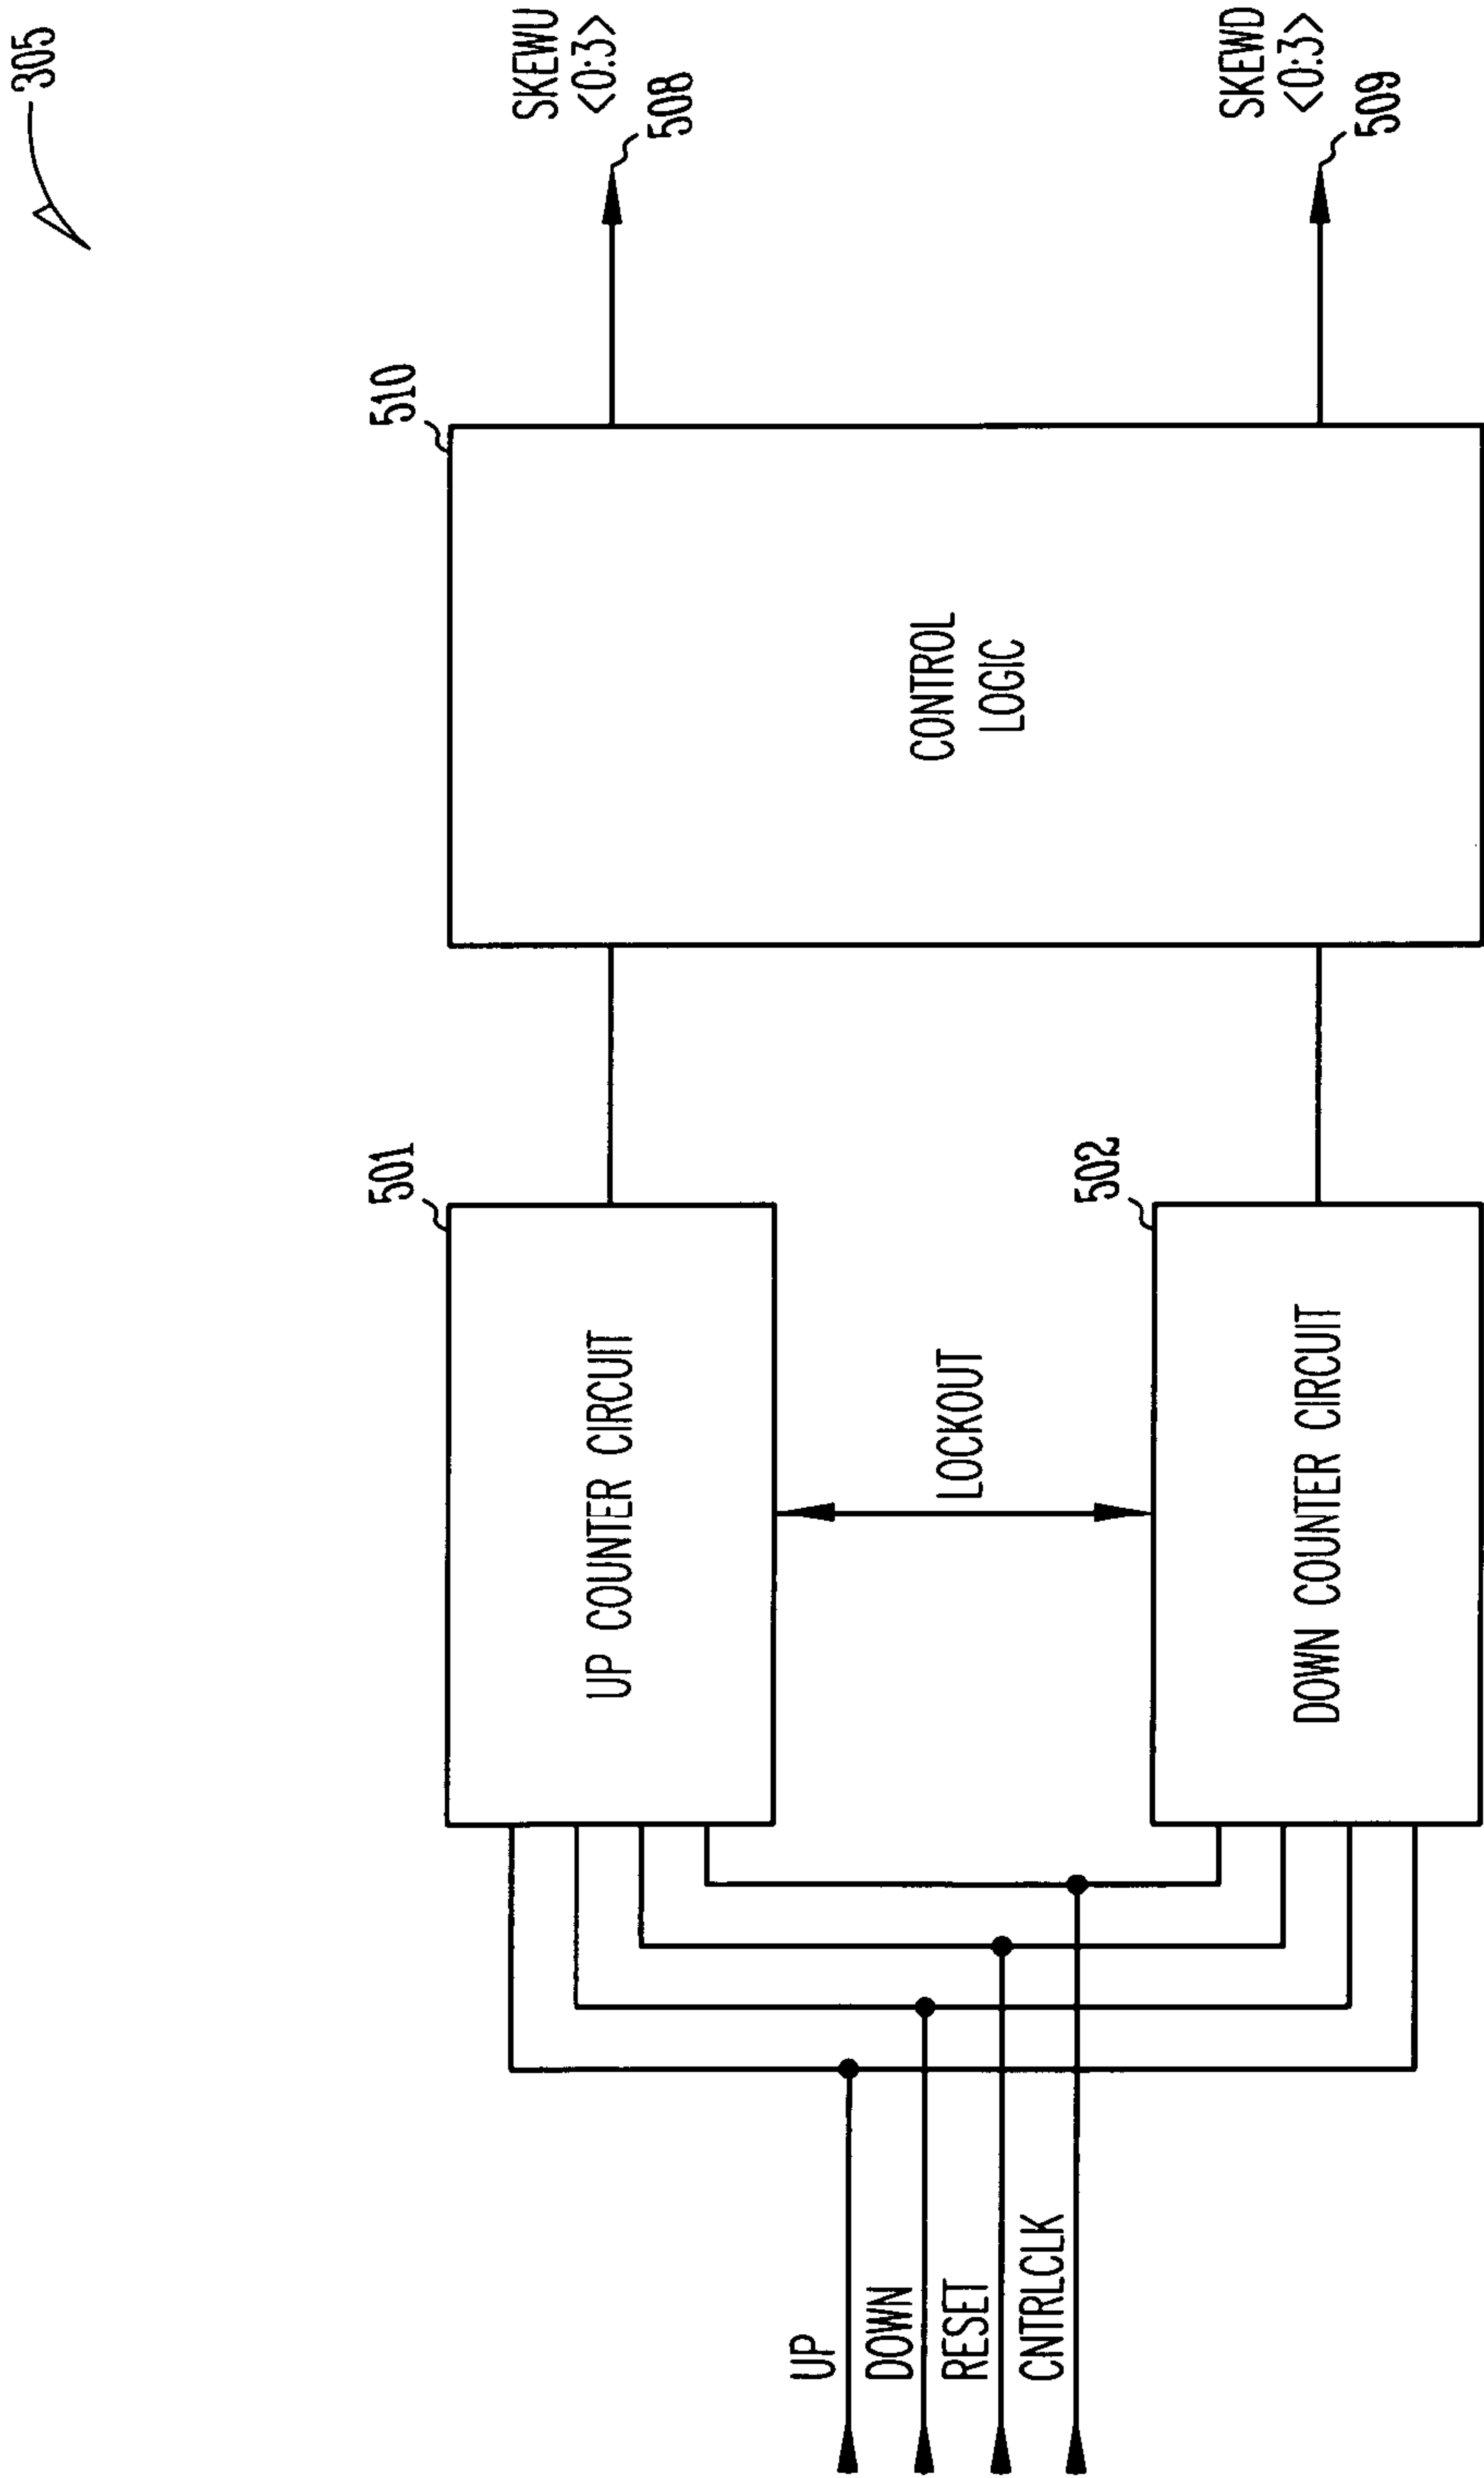 305
SKEWU
<0:3>
508
SKEWD
<0:3>
509
510
CONTROL
LOGIC
501
UP COUNTER CIRCUIT
LOCKOUT
502
DOWN COUNTER CIRCUIT
UP
DOWN
RESET
CNTRLCLK